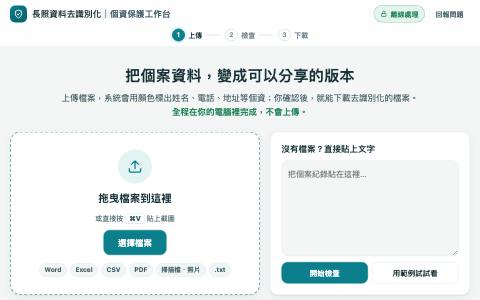 長照資料去識別化｜個資保護工作台
離線處理
回報問題
1 上傳
2 檢查
3 下載
把個案資料，變成可以分享的版本
上傳檔案，系統會用顏色標出姓名、電話、地址等個資；你確認後，就能下載去識別化的檔案。
全程在你的電腦裡完成，不會上傳。
拖曳檔案到這裡
或直接按 ⌘V 貼上截圖
選擇檔案
Word
Excel
CSV
PDF
掃描檔・照片
.txt
沒有檔案？直接貼上文字
把個案紀錄貼在這裡…
開始檢查
用範例試試看